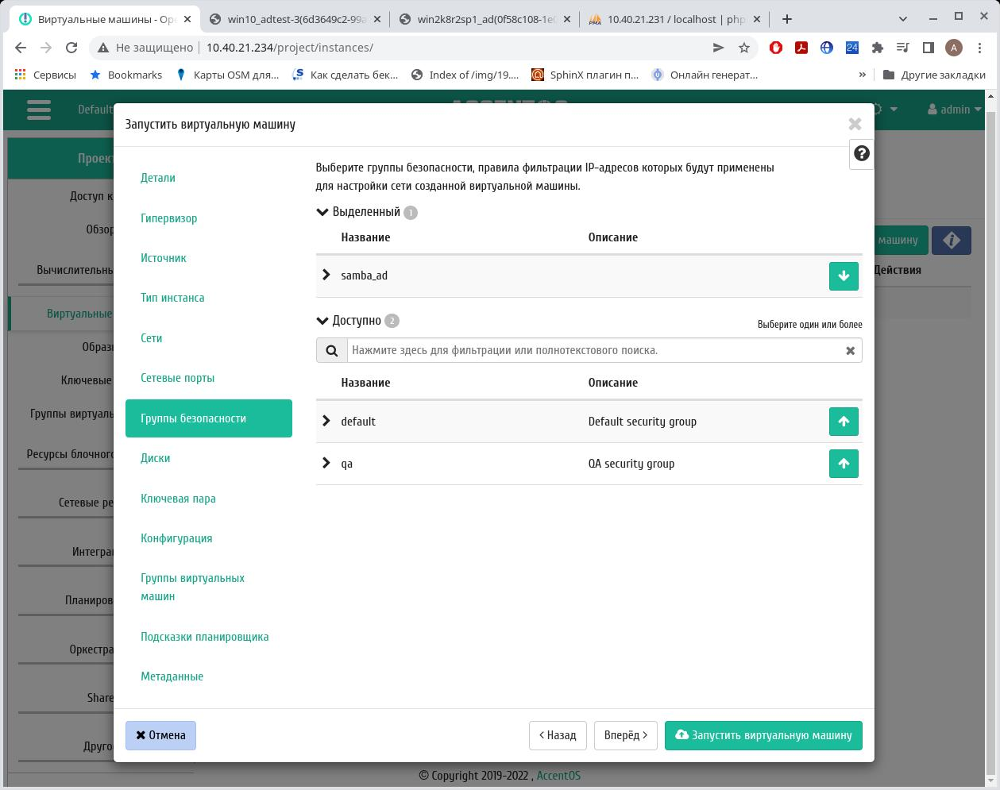 Виртуальные машины - Ope
win10_adtest-3(6d3649c2-99a
win2k8r2sp1_ad(0f58c108-1e0
10.40.21.231 / localhost | php
Не защищено
10.40.21.234/project/instances/
24
A
Сервисы
Bookmarks
Карты OSM для...
Как сделать бек...
Index of /img/19....
SphinX плагин п...
Онлайн генерат...
»
Другие закладки
Default
admin
Запустить виртуальную машину
Проек
Доступ к
Обзор
Вычислительны
Виртуальные
Образ
Ключевые
Группы виртуаль
Ресурсы блочного
Сетевые ре
Интегра
Планиров
Оркестра
Share
Друго
машину
Действия
Детали
Гипервизор
Источник
Тип инстанса
Сети
Сетевые порты
Группы безопасности
Диски
Ключевая пара
Конфигурация
Группы виртуальных
машин
Подсказки планировщика
Метаданные
Выберите группы безопасности, правила фильтрации IP-адресов которых будут применены
для настройки сети созданной виртуальной машины.
Выделенный 1
Название Описание
samba_ad
Доступно 2
Выберите один или более
Нажмите здесь для фильтрации или полнотекстового поиска.
Название Описание
default Default security group
qa QA security group
Отмена
Назад
Вперёд
Запустить виртуальную машину
© Copyright 2019-2022 , AccentOS